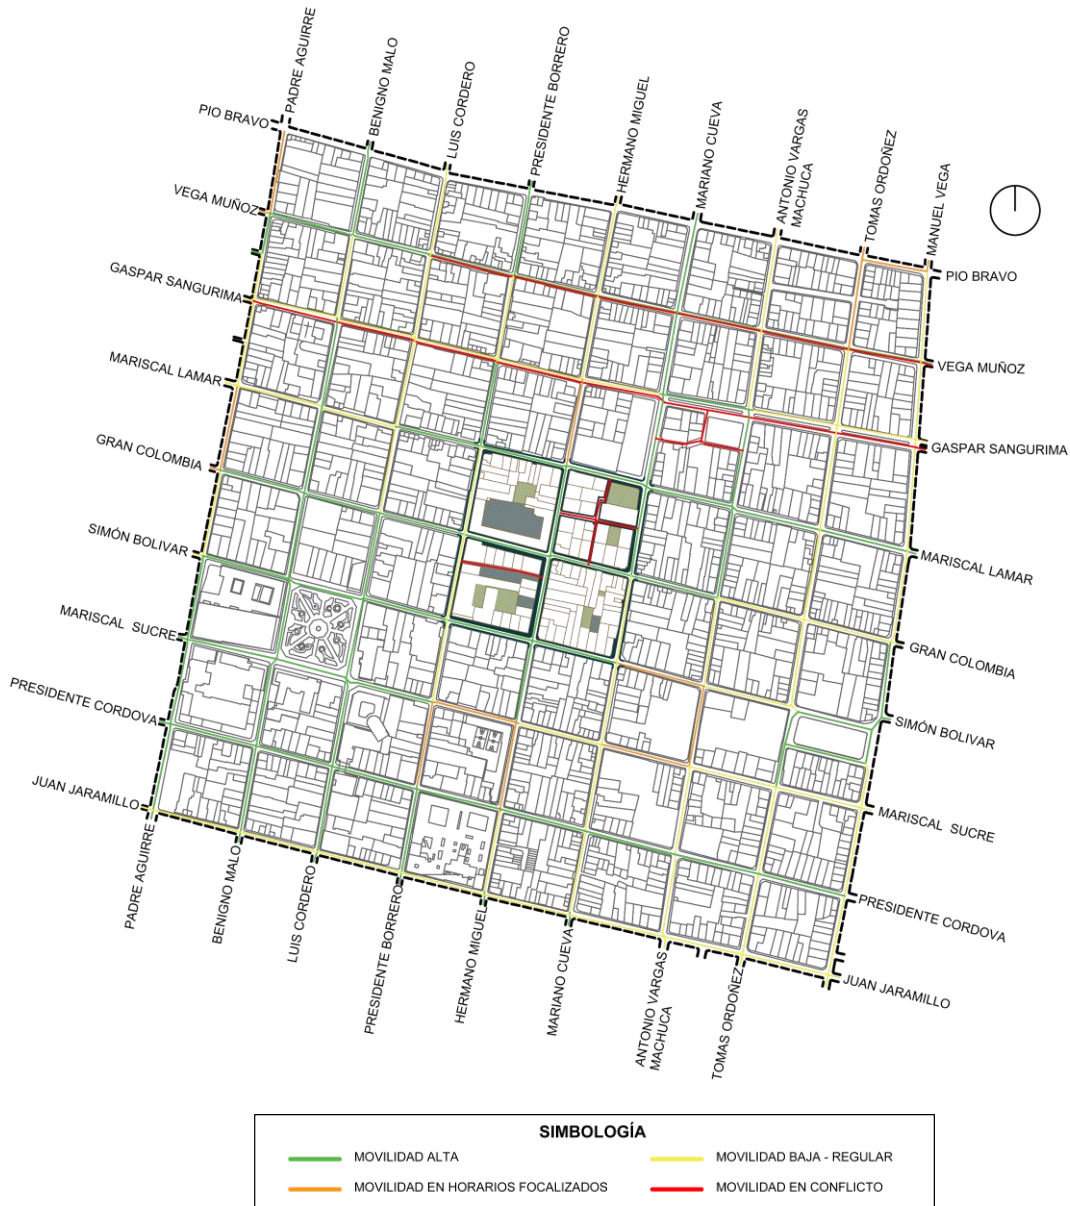 PADRE AGUIRRE
BENIGNO MALO
LUIS CORDERO
PRESIDENTE BORRERO
HERMANO MIGUEL
MARIANO CUEVA
ANTONIO VARGAS
MACHUCA
TOMAS ORDOÑEZ
MANUEL VEGA
PIO BRAVO
VEGA MUÑOZ
GASPAR SANGURIMA
MARISCAL LAMAR
GRAN COLOMBIA
SIMÓN BOLIVAR
MARISCAL SUCRE
PRESIDENTE CORDOVA
JUAN JARAMILLO
PIO BRAVO
VEGA MUÑOZ
GASPAR SANGURIMA
MARISCAL LAMAR
GRAN COLOMBIA
SIMÓN BOLIVAR
MARISCAL SUCRE
PRESIDENTE CORDOVA
JUAN JARAMILLO
PADRE AGUIRRE
BENIGNO MALO
LUIS CORDERO
PRESIDENTE BORRERO
HERMANO MIGUEL
MARIANO CUEVA
ANTONIO VARGAS
MACHUCA
TOMAS ORDOÑEZ
SIMBOLOGÍA
MOVILIDAD ALTA
MOVILIDAD BAJA - REGULAR
MOVILIDAD EN HORARIOS FOCALIZADOS
MOVILIDAD EN CONFLICTO